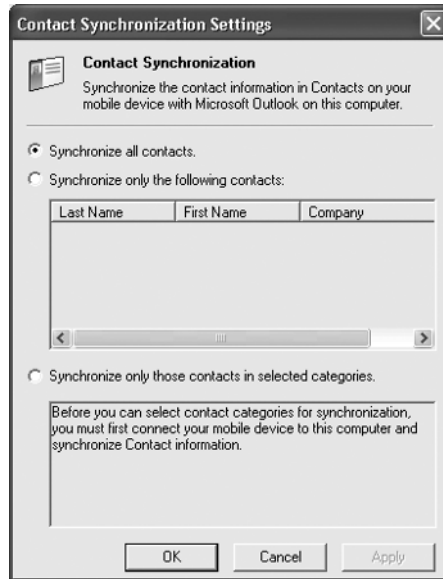 Contact Synchronization Settings
Contact Synchronization
Synchronize the contact information in Contacts on your
mobile device with Microsoft Outlook on this computer.
Synchronize all contacts.
Synchronize only the following contacts:
Last Name First Name Company
Synchronize only those contacts in selected categories.
Before you can select contact categories for synchronization,
you must first connect your mobile device to this computer and
synchronize Contact information.
OK Cancel Apply